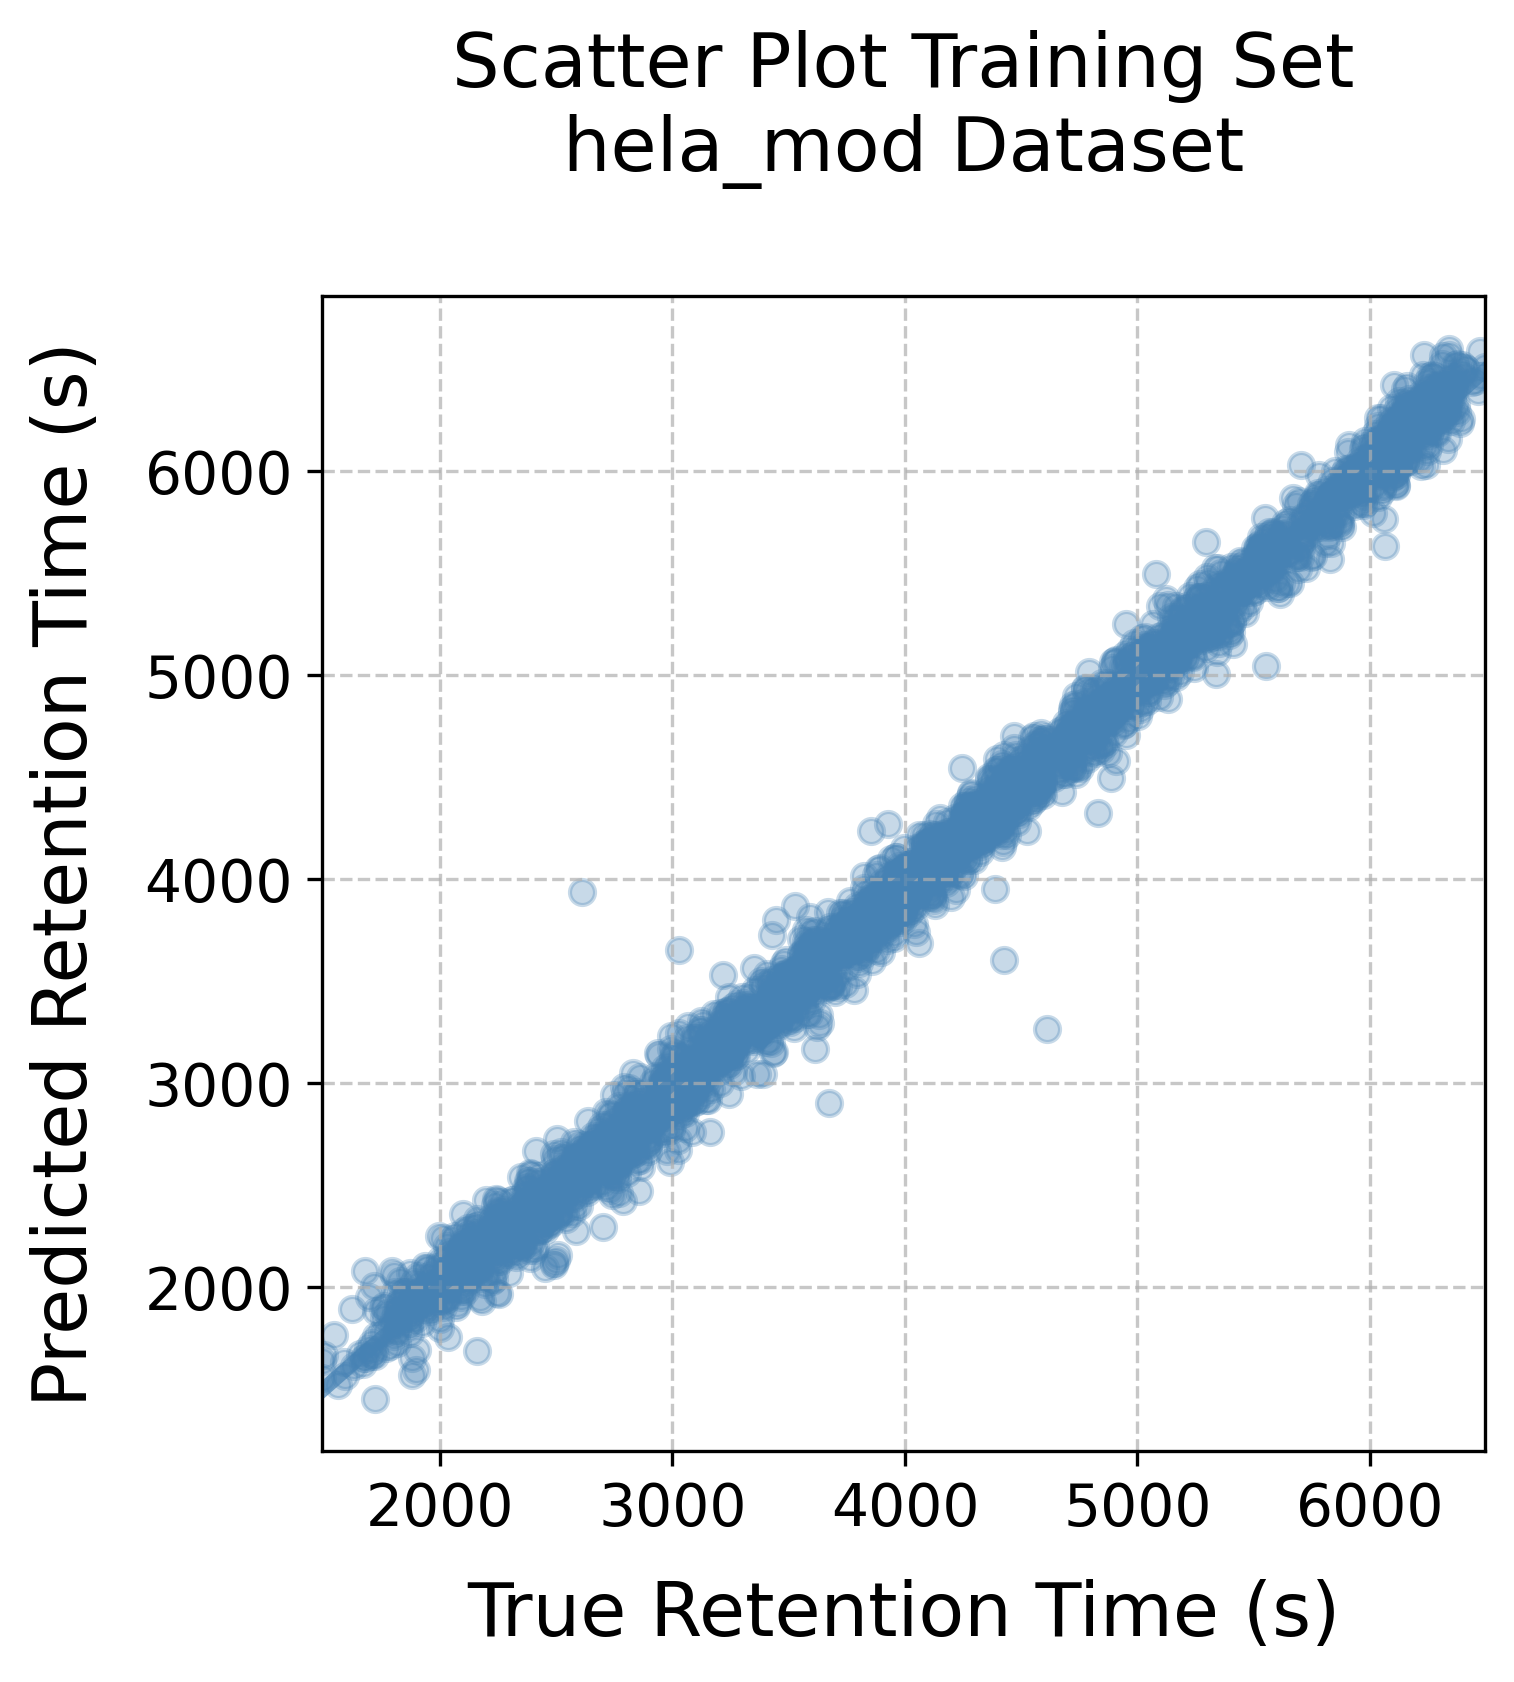 Scatter Plot Training Set
hela_mod Dataset
Predicted Retention Time (s)
6000
5000
4000
3000
2000
2000 3000 4000 5000 6000
True Retention Time (s)